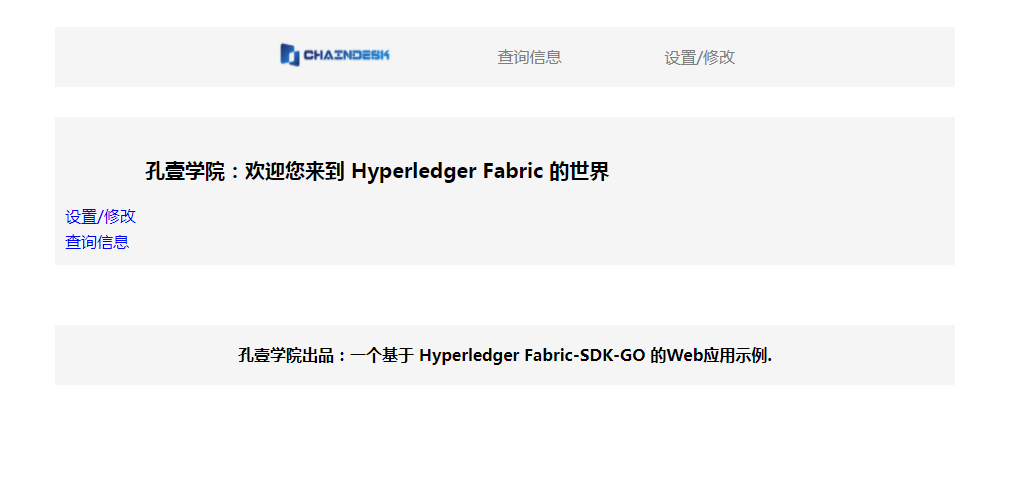 CHAINDESK 查询信息 设置/修改
孔壹学院：欢迎您来到 Hyperledger Fabric 的世界
设置/修改
查询信息
孔壹学院出品：一个基于 Hyperledger Fabric-SDK-GO 的Web应用示例.